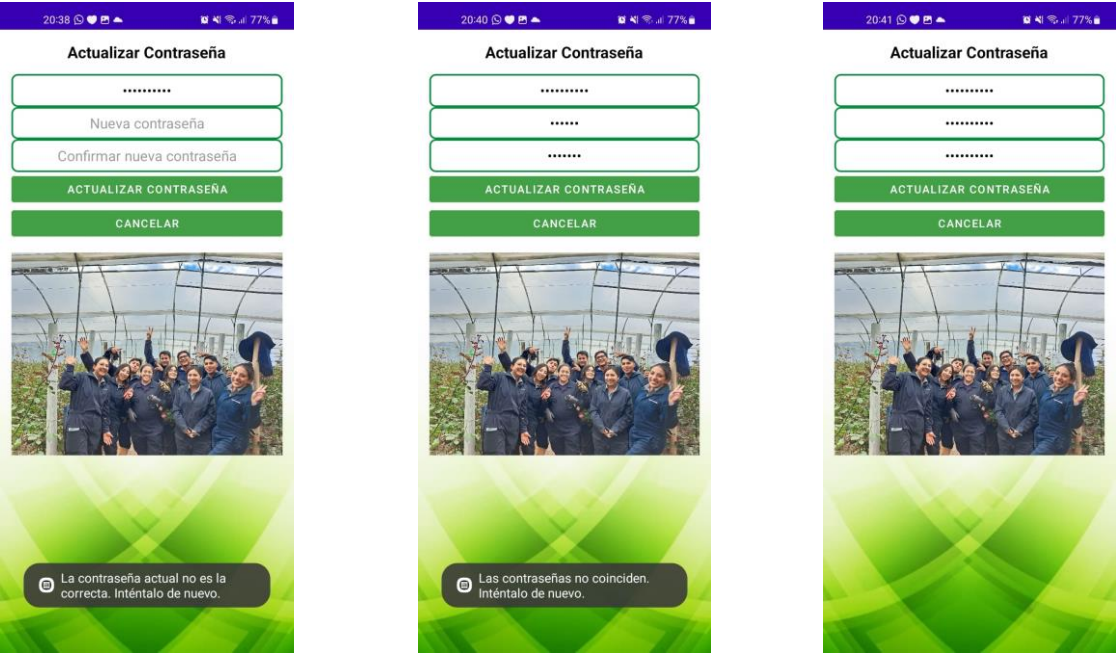 20:38
77%
Actualizar Contraseña
••••••••••
Nueva contraseña
Confirmar nueva contraseña
ACTUALIZAR CONTRASEÑA
CANCELAR
La contraseña actual no es la
correcta. Inténtalo de nuevo.
20:40
77%
Actualizar Contraseña
••••••••••
••••••
•••••••
ACTUALIZAR CONTRASEÑA
CANCELAR
Las contraseñas no coinciden.
Inténtalo de nuevo.
20:41
77%
Actualizar Contraseña
••••••••••
••••••••••
••••••••••
ACTUALIZAR CONTRASEÑA
CANCELAR